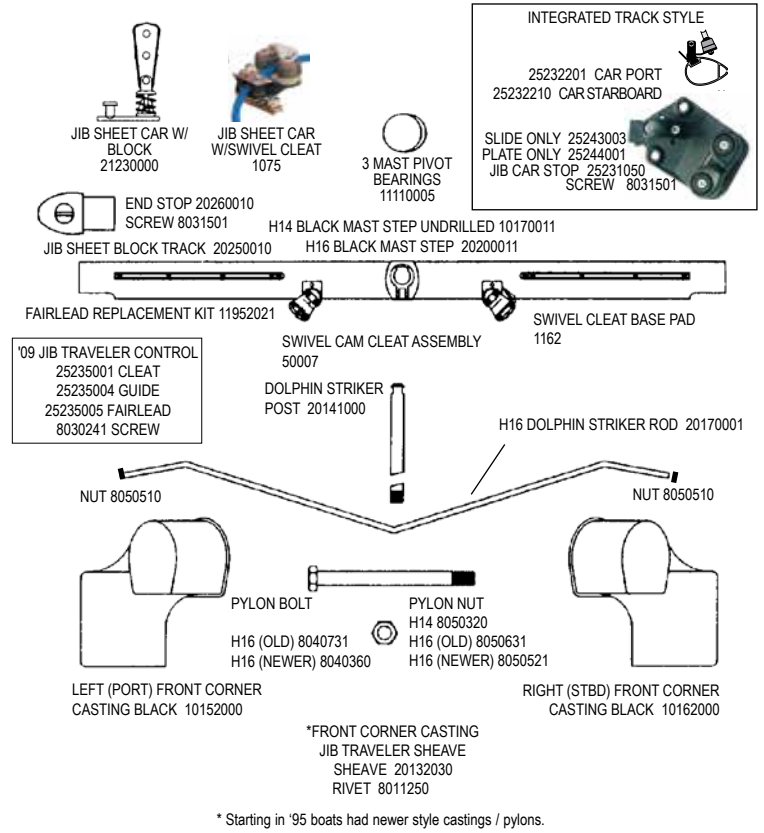 INTEGRATED TRACK STYLE
25232201 CAR PORT
25232210 CAR STARBOARD
SLIDE ONLY 25243003
PLATE ONLY 25244001
JIB CAR STOP 25231050
SCREW 8031501
JIB SHEET CAR W/
BLOCK
21230000
JIB SHEET CAR
W/SWIVEL CLEAT
1075
3 MAST PIVOT
BEARINGS
11110005
END STOP 20260010
SCREW 8031501
H14 BLACK MAST STEP UNDRILLED 10170011
JIB SHEET BLOCK TRACK 20250010
H16 BLACK MAST STEP 20200011
FAIRLEAD REPLACEMENT KIT 11952021
SWIVEL CAM CLEAT ASSEMBLY
50007
SWIVEL CLEAT BASE PAD
1162
'09 JIB TRAVELER CONTROL
25235001 CLEAT
25235004 GUIDE
25235005 FAIRLEAD
8030241 SCREW
DOLPHIN STRIKER
POST 20141000
H16 DOLPHIN STRIKER ROD 20170001
NUT 8050510
NUT 8050510
PYLON BOLT
H16 (OLD) 8040731
H16 (NEWER) 8040360
PYLON NUT
H14 8050320
H16 (OLD) 8050631
H16 (NEWER) 8050521
LEFT (PORT) FRONT CORNER
CASTING BLACK 10152000
RIGHT (STBD) FRONT CORNER
CASTING BLACK 10162000
*FRONT CORNER CASTING
JIB TRAVELER SHEAVE
SHEAVE 20132030
RIVET 8011250
* Starting in '95 boats had newer style castings / pylons.